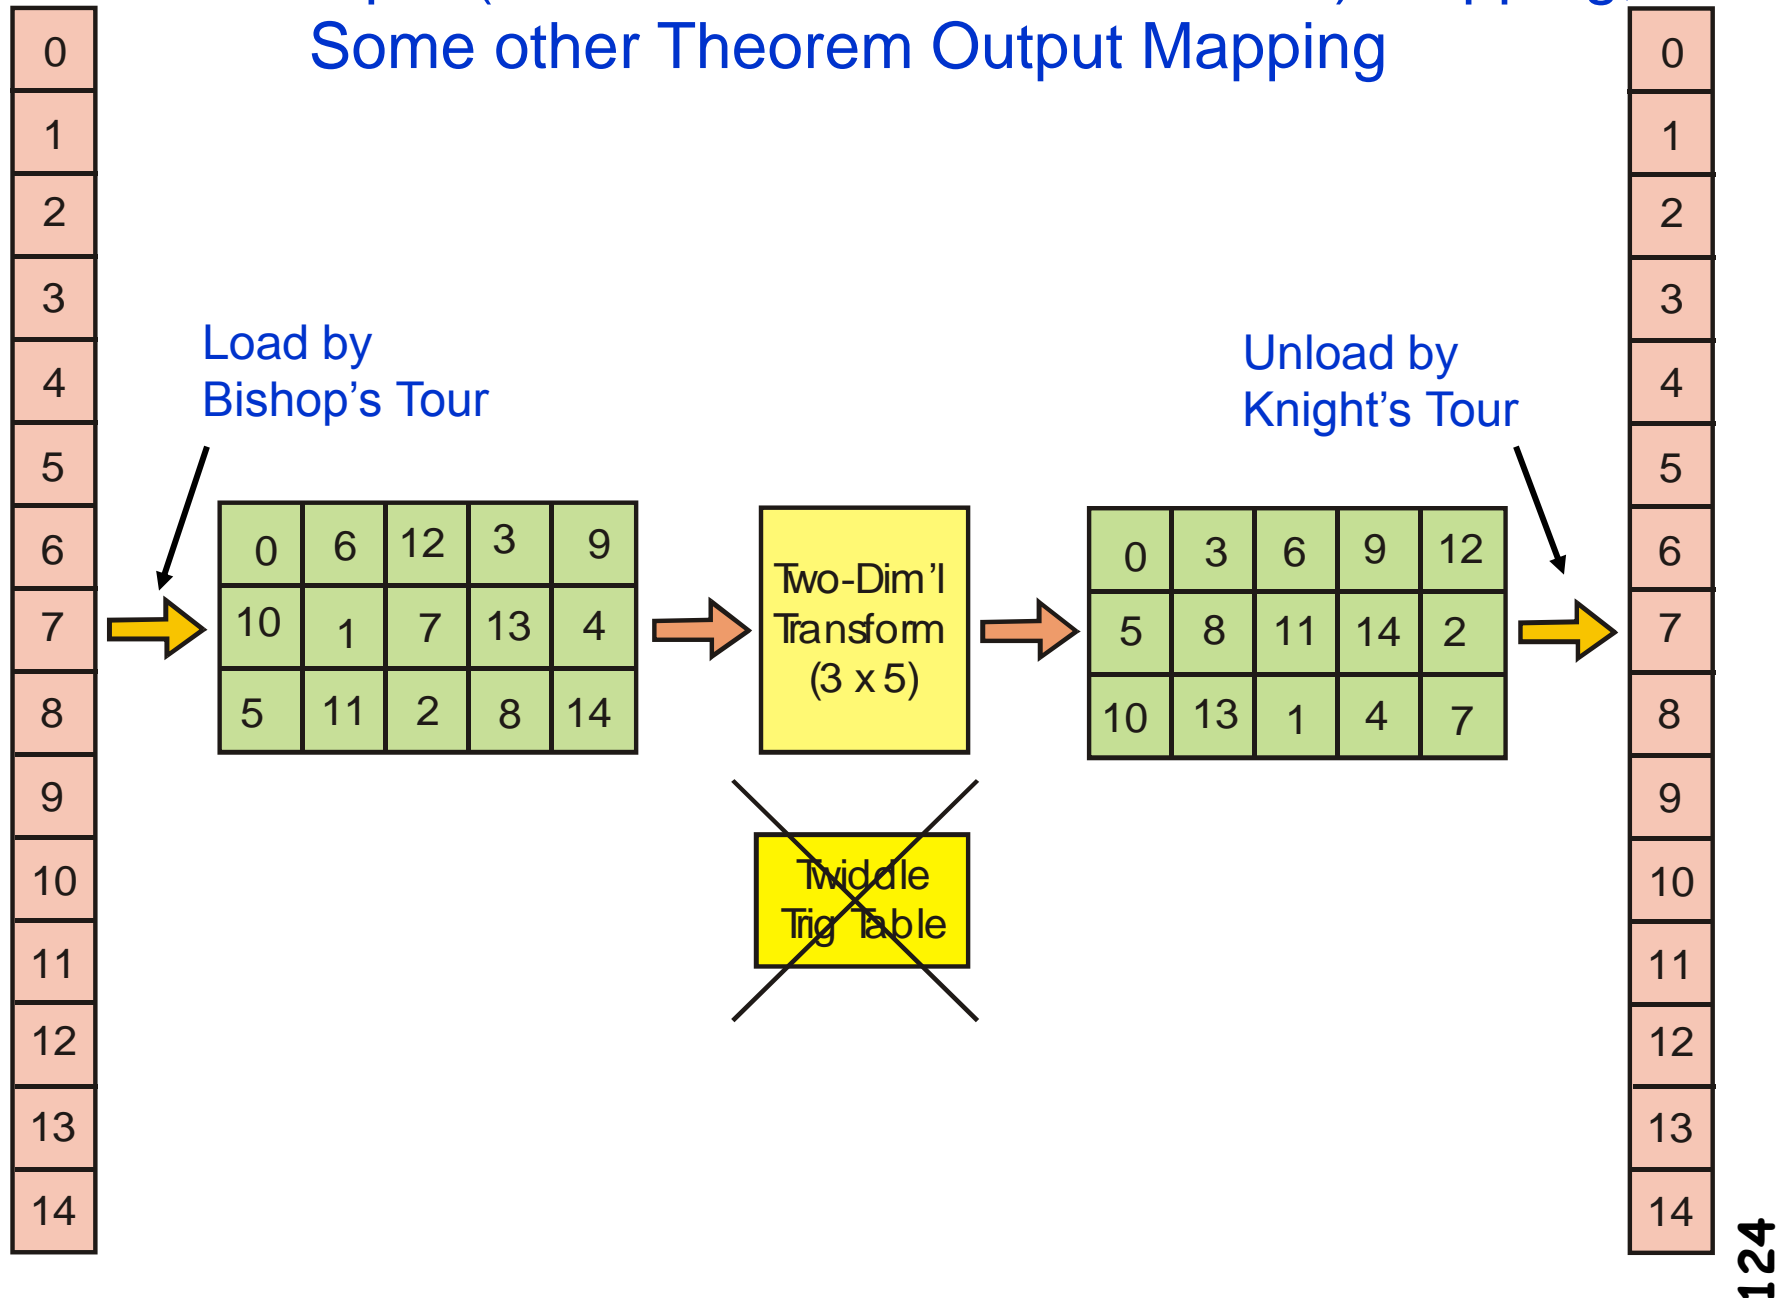 Some other Theorem Output Mapping
0
1
2
3
4
5
6
7
8
9
10
11
12
13
14
Load by
Bishop's Tour
0 6 12 3 9
10 1 7 13 4
5 11 2 8 14
Two-Dim'l
Transform
(3 x 5)
Twiddle
Trig Table
Unload by
Knight's Tour
0 3 6 9 12
5 8 11 14 2
10 13 1 4 7
0
1
2
3
4
5
6
7
8
9
10
11
12
13
14
124